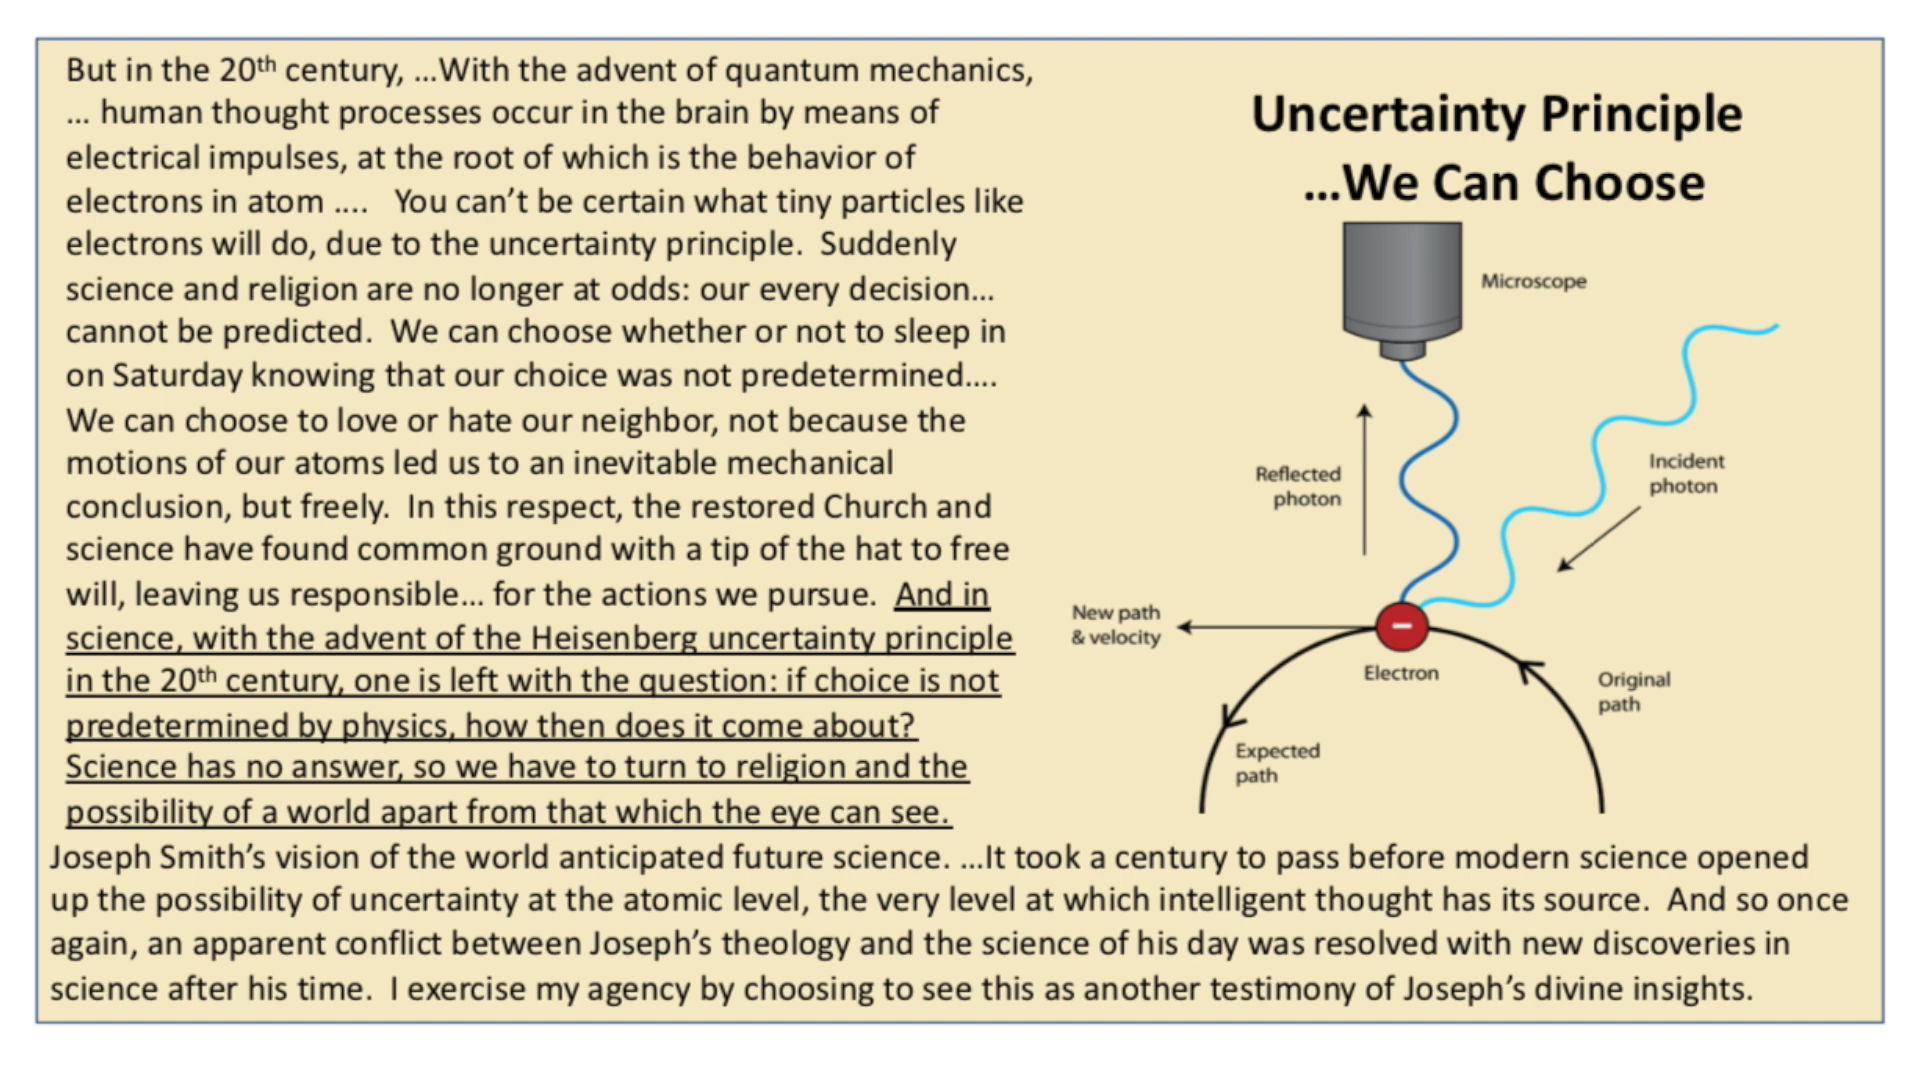 But in the 20th century, ...With the advent of quantum mechanics,
... human thought processes occur in the brain by means of
electrical impulses, at the root of which is the behavior of
electrons in atom .... You can't be certain what tiny particles like
electrons will do, due to the uncertainty principle. Suddenly
science and religion are no longer at odds: our every decision...
cannot be predicted. We can choose whether or not to sleep in
on Saturday knowing that our choice was not predetermined....
We can choose to love or hate our neighbor, not because the
motions of our atoms led us to an inevitable mechanical
conclusion, but freely. In this respect, the restored Church and
science have found common ground with a tip of the hat to free
will, leaving us responsible... for the actions we pursue. And in
science, with the advent of the Heisenberg uncertainty principle
in the 20th century, one is left with the question: if choice is not
predetermined by physics, how then does it come about?
Science has no answer, so we have to turn to religion and the
possibility of a world apart from that which the eye can see.
Joseph Smith's vision of the world anticipated future science. ...It took a century to pass before modern science opened
up the possibility of uncertainty at the atomic level, the very level at which intelligent thought has its source. And so once
again, an apparent conflict between Joseph's theology and the science of his day was resolved with new discoveries in
science after his time. I exercise my agency by choosing to see this as another testimony of Joseph's divine insights.
Uncertainty Principle
...We Can Choose
Microscope
Reflected
photon
Incident
photon
New path
& velocity
Electron
Original
path
Expected
path